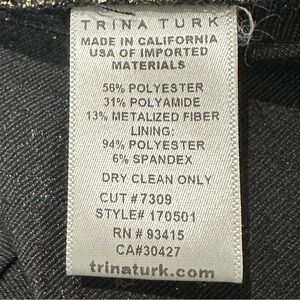 TRINA TURK
MADE IN CALIFORNIA
USA OF IMPORTED
MATERIALS
56% POLYESTER
31% POLYAMIDE
13% METALIZED FIBER
LINING:
94% POLYESTER
6% SPANDEX
DRY CLEAN ONLY
CUT #7309
STYLE# 170501
RN # 93415
CA#30427
trinaturk.com